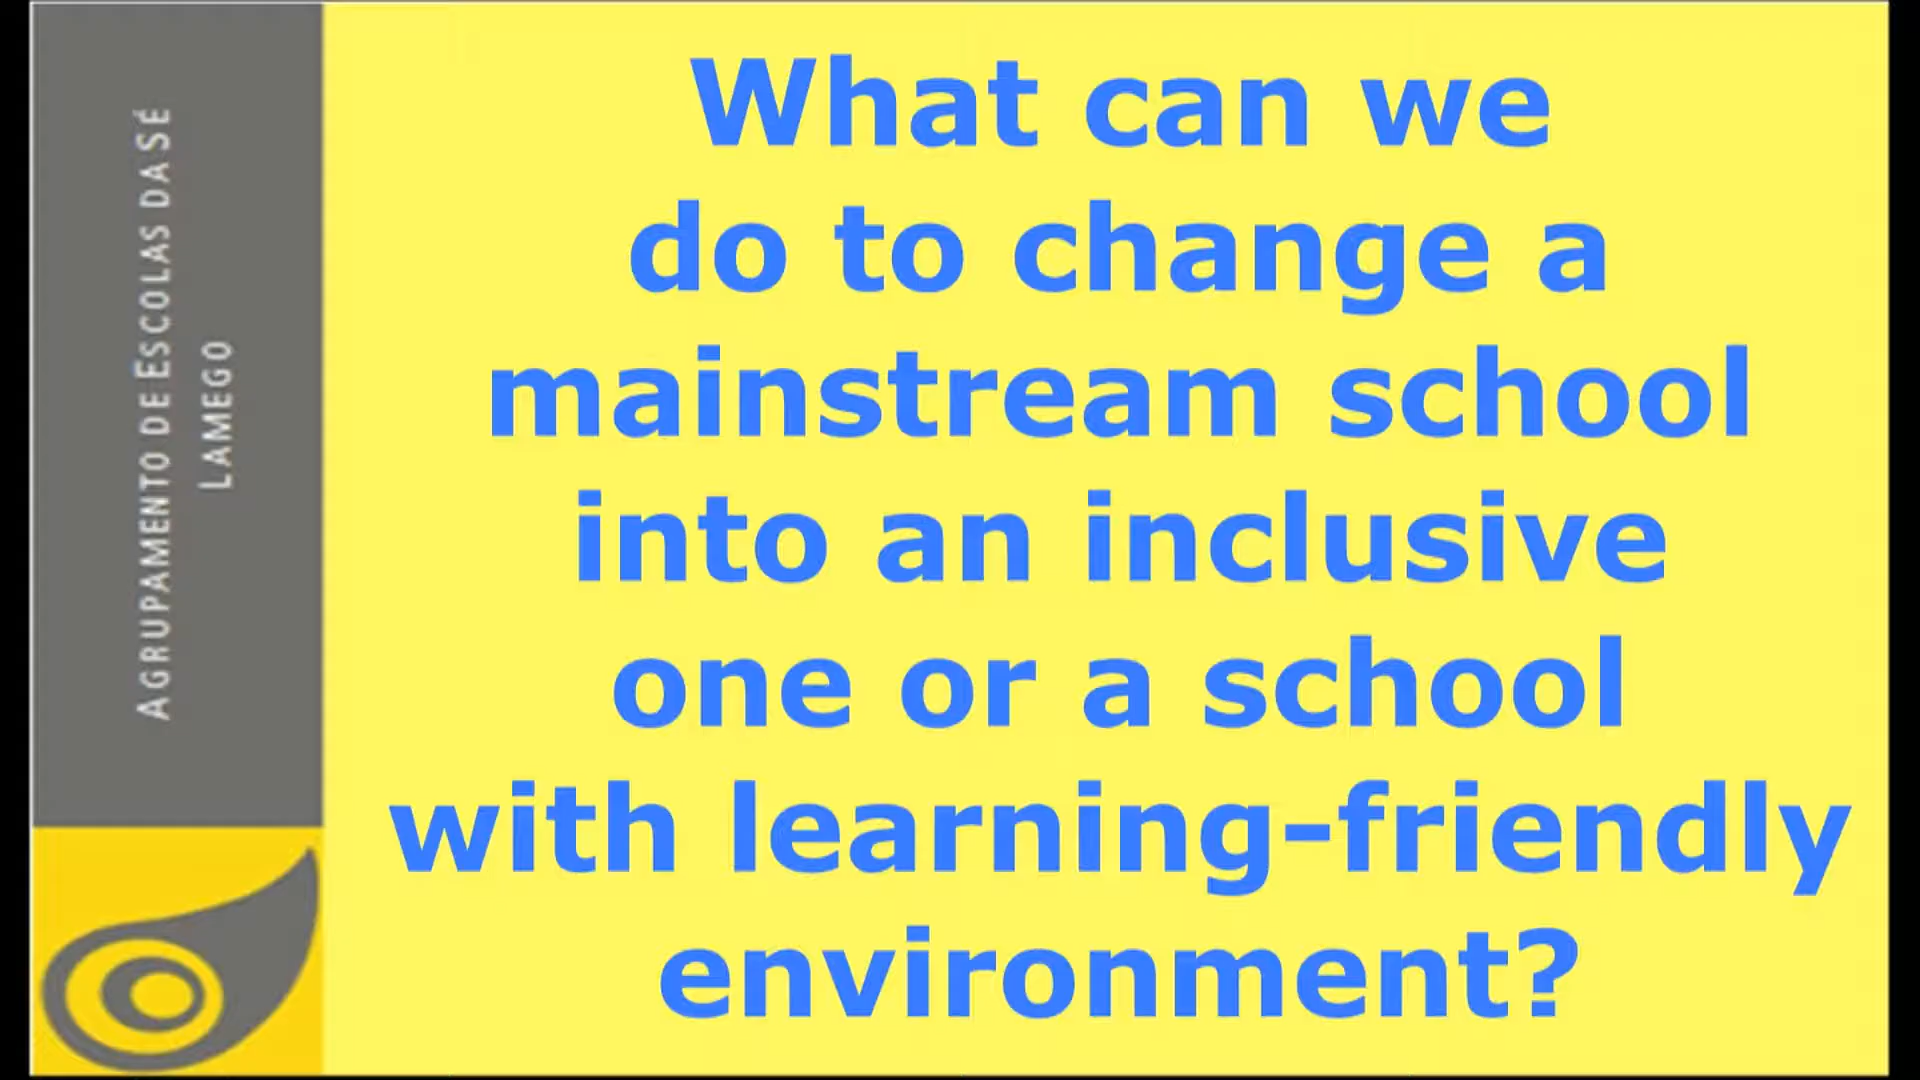 AGRUPAMENTO DE ESCOLAS DA SÉ
LAMEGO
What can we
do to change a
mainstream school
into an inclusive
one or a school
with learning-friendly
environment?